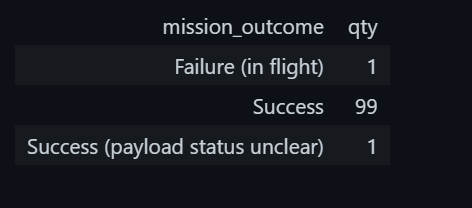 mission_outcome qty
Failure (in flight) 1
Success 99
Success (payload status unclear) 1